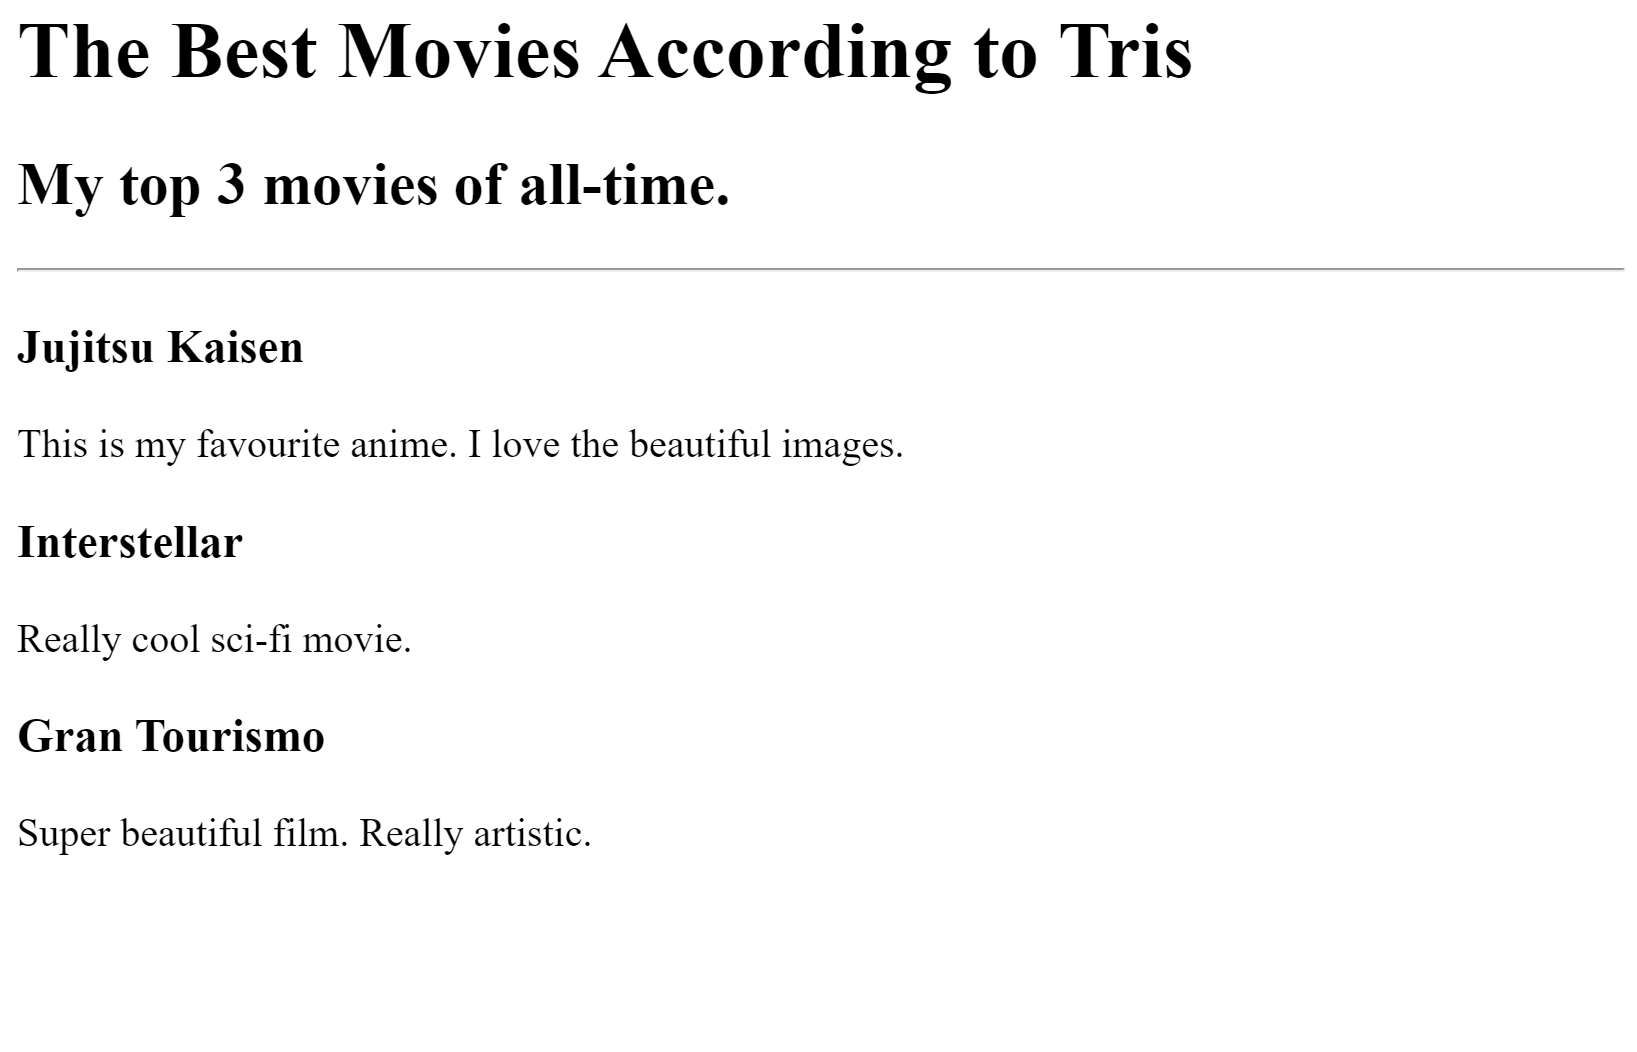 The Best Movies According to Tris
My top 3 movies of all-time.
Jujitsu Kaisen
This is my favourite anime. I love the beautiful images.
Interstellar
Really cool sci-fi movie.
Gran Tourismo
Super beautiful film. Really artistic.